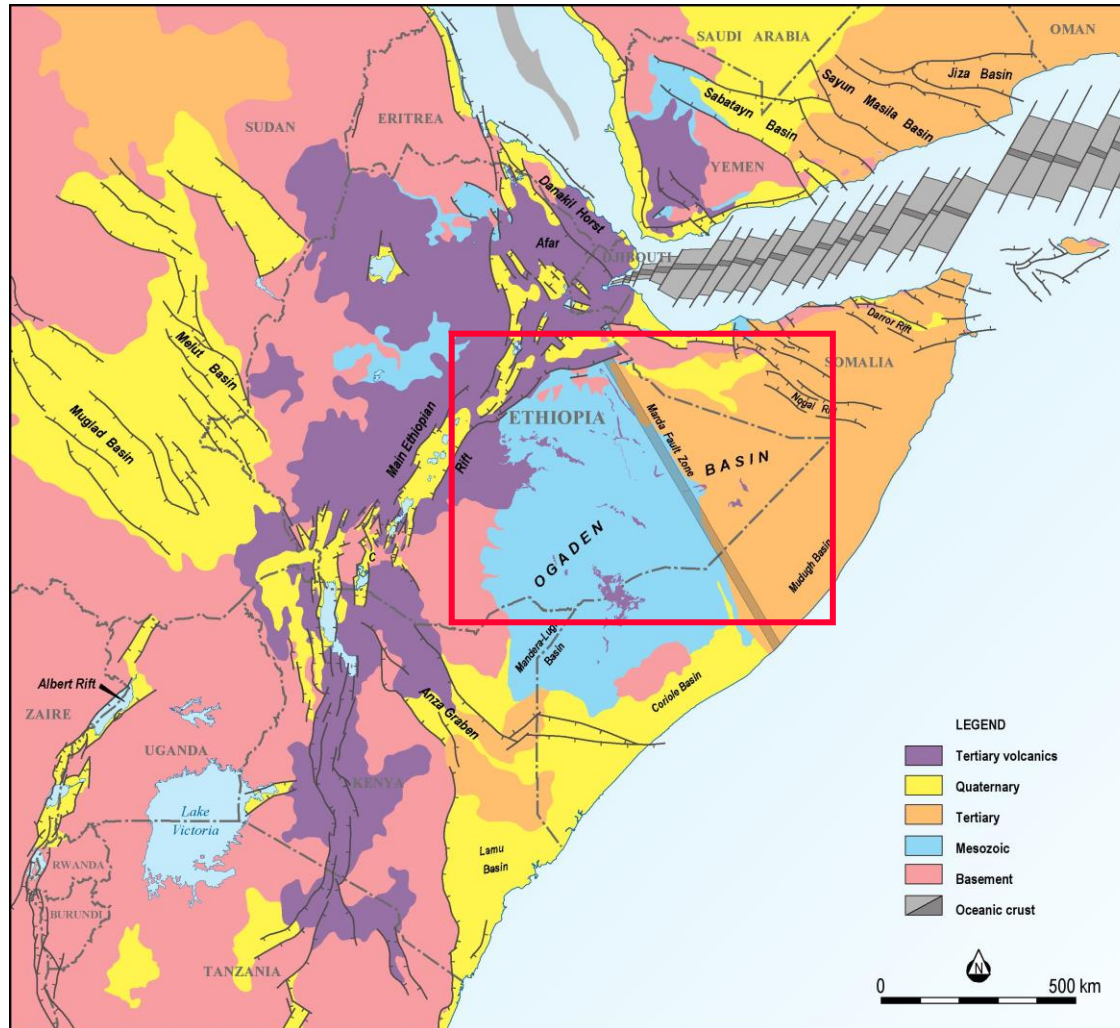 SAUDI ARABIA
OMAN
Jiza Basin
Sayun Masila Basin
Sabatayn Basin
YEMEN
SUDAN
ERITREA
Danakil Horst
Afar
DJIBOUTI
Darror Rift
SOMALIA
Nogal
Melut Basin
Muglad Basin
Main Ethiopian
Rift
ETHIOPIA
Marda Fault Zone
BASIN
OGADEN
Mudugh Basin
C
Mandera-Lugh
Basin
Coriole Basin
Anza Graben
Albert Rift
ZAIRE
UGANDA
KENYA
Lake
Victoria
RWANDA
BURUNDI
Lamu
Basin
TANZANIA
LEGEND
Tertiary volcanics
Quaternary
Tertiary
Mesozoic
Basement
Oceanic crust
N
0
500 km